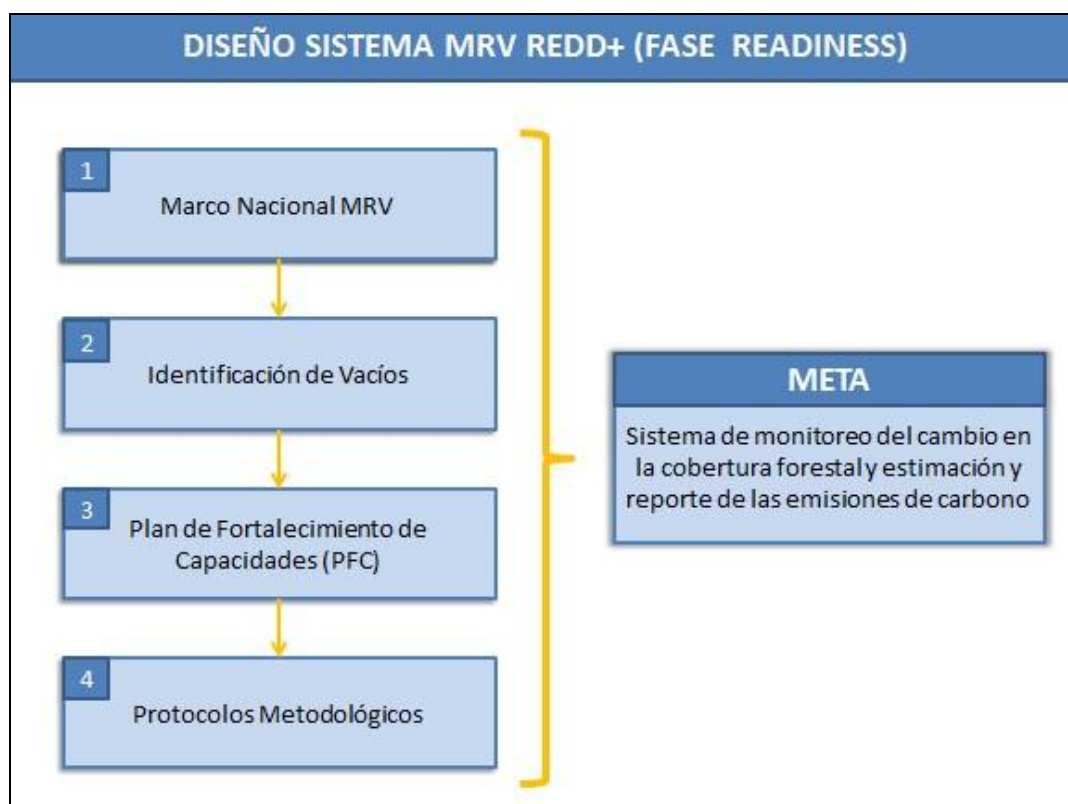 DISEÑO SISTEMA MRV REDD+ (FASE READINESS)
1
Marco Nacional MRV
2
Identificación de Vacíos
3
Plan de Fortalecimiento de
Capacidades (PFC)
4
Protocolos Metodológicos
META
Sistema de monitoreo del cambio en
la cobertura forestal y estimación y
reporte de las emisiones de carbono